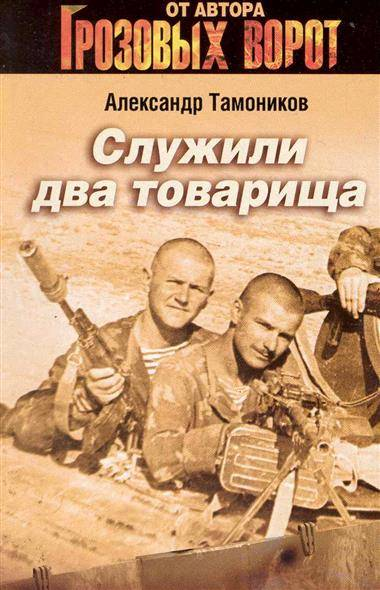 ОТ АВТОРА
ГРОЗОВЫХ ВОРОТ
Александр Тамоников
Служили
два товарища